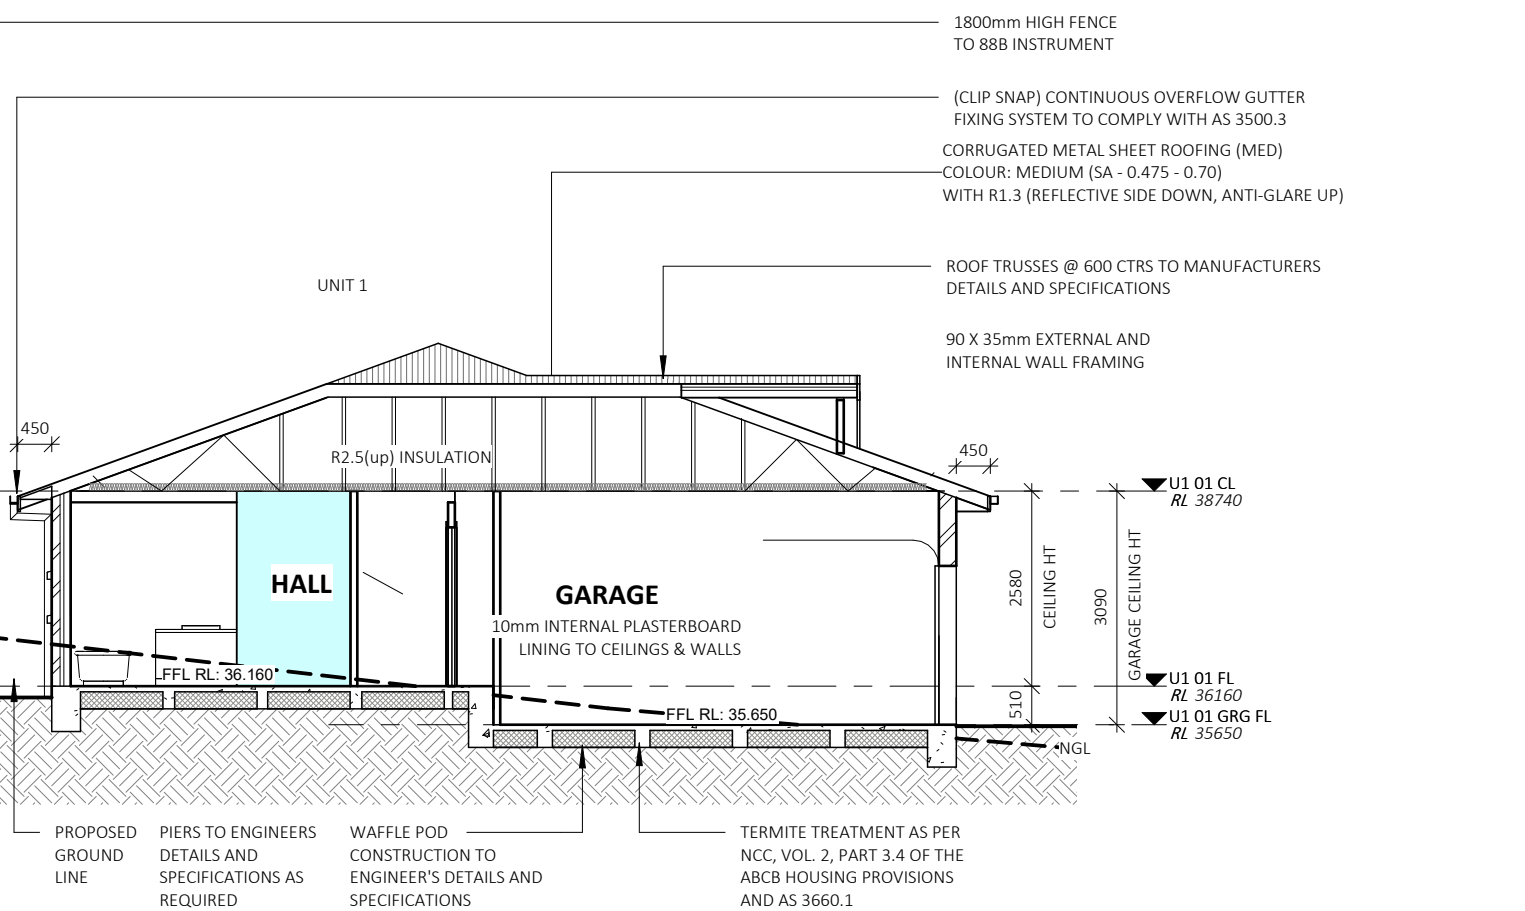 1800mm HIGH FENCE
TO 88B INSTRUMENT
(CLIP SNAP) CONTINUOUS OVERFLOW GUTTER
FIXING SYSTEM TO COMPLY WITH AS 3500.3
CORRUGATED METAL SHEET ROOFING (MED)
COLOUR: MEDIUM (SA - 0.475 - 0.70)
WITH R1.3 (REFLECTIVE SIDE DOWN, ANTI-GLARE UP)
ROOF TRUSSES @ 600 CTRS TO MANUFACTURERS
DETAILS AND SPECIFICATIONS
UNIT 1
90 X 35mm EXTERNAL AND
INTERNAL WALL FRAMING
450
450
R2.5(up) INSULATION
U1 01 CL
RL 38740
HALL
GARAGE
10mm INTERNAL PLASTERBOARD
LINING TO CEILINGS & WALLS
2580
CEILING HT
3090
GARAGE CEILING HT
FFL RL: 36.160
U1 01 FL
RL 36160
510
FFL RL: 35.650
U1 01 GRG FL
RL 35650
NGL
PROPOSED
GROUND
LINE
PIERS TO ENGINEERS
DETAILS AND
SPECIFICATIONS AS
REQUIRED
WAFFLE POD
CONSTRUCTION TO
ENGINEER'S DETAILS AND
SPECIFICATIONS
TERMITE TREATMENT AS PER
NCC, VOL. 2, PART 3.4 OF THE
ABCB HOUSING PROVISIONS
AND AS 3660.1